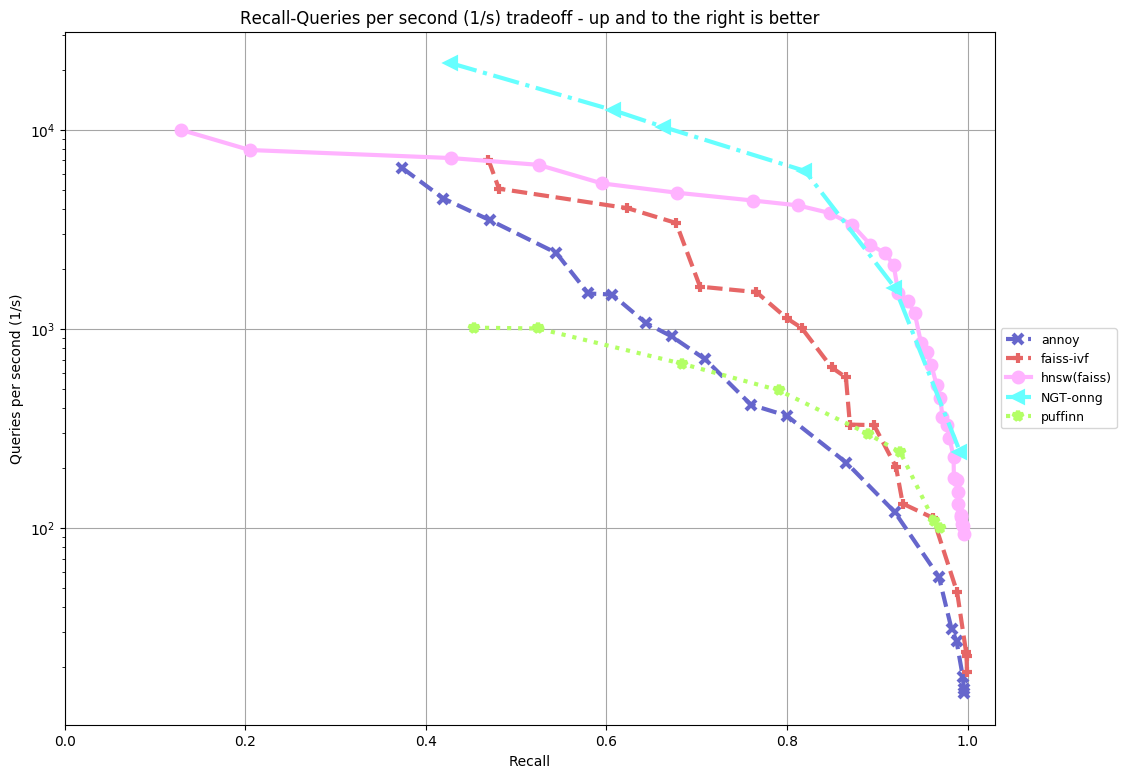 Recall-Queries per second (1/s) tradeoff - up and to the right is better
Queries per second (1/s)
10^4
10^3
10^2
0.0 0.2 0.4 0.6 0.8 1.0
Recall
annoy
faiss-ivf
hnsw(faiss)
NGT-onng
puffinn